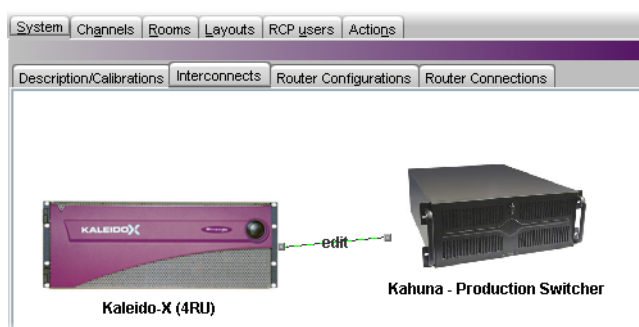 System Channels Rooms Layouts RCP users Actions
Description/Calibrations Interconnects Router Configurations Router Connections
KALEIDOX
edit
Kahuna - Production Switcher
Kaleido-X (4RU)